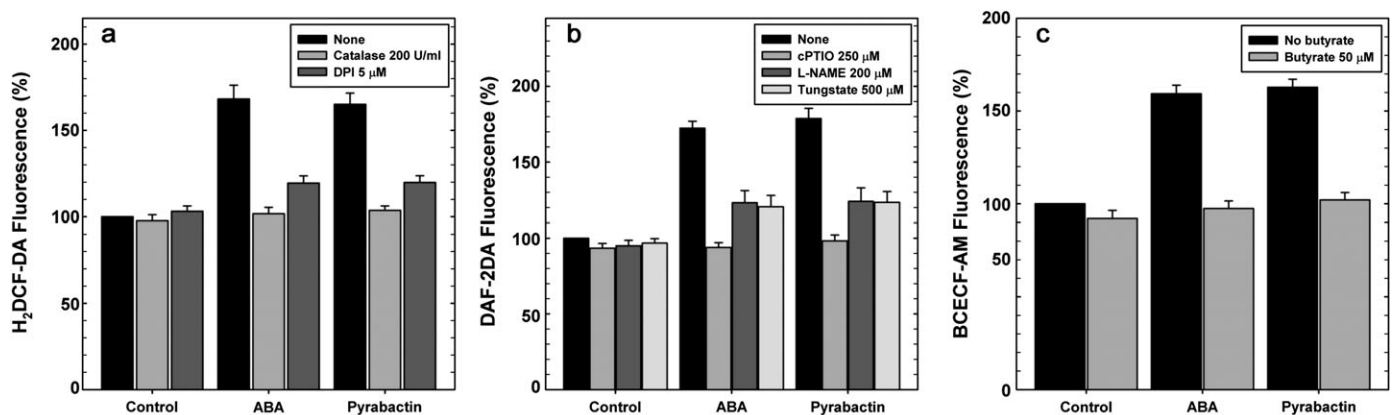 a
None
Catalase 200 U/ml
DPI 5 μM
H₂DCF-DA Fluorescence (%)
200
150
100
50
0
Control ABA Pyrabactin
b
None
cPTIO 250 μM
L-NAME 200 μM
Tungstate 500 μM
DAF-2DA Fluorescence (%)
200
150
100
50
0
Control ABA Pyrabactin
c
No butyrate
Butyrate 50 μM
BCECF-AM Fluorescence (%)
200
150
100
50
0
Control ABA Pyrabactin